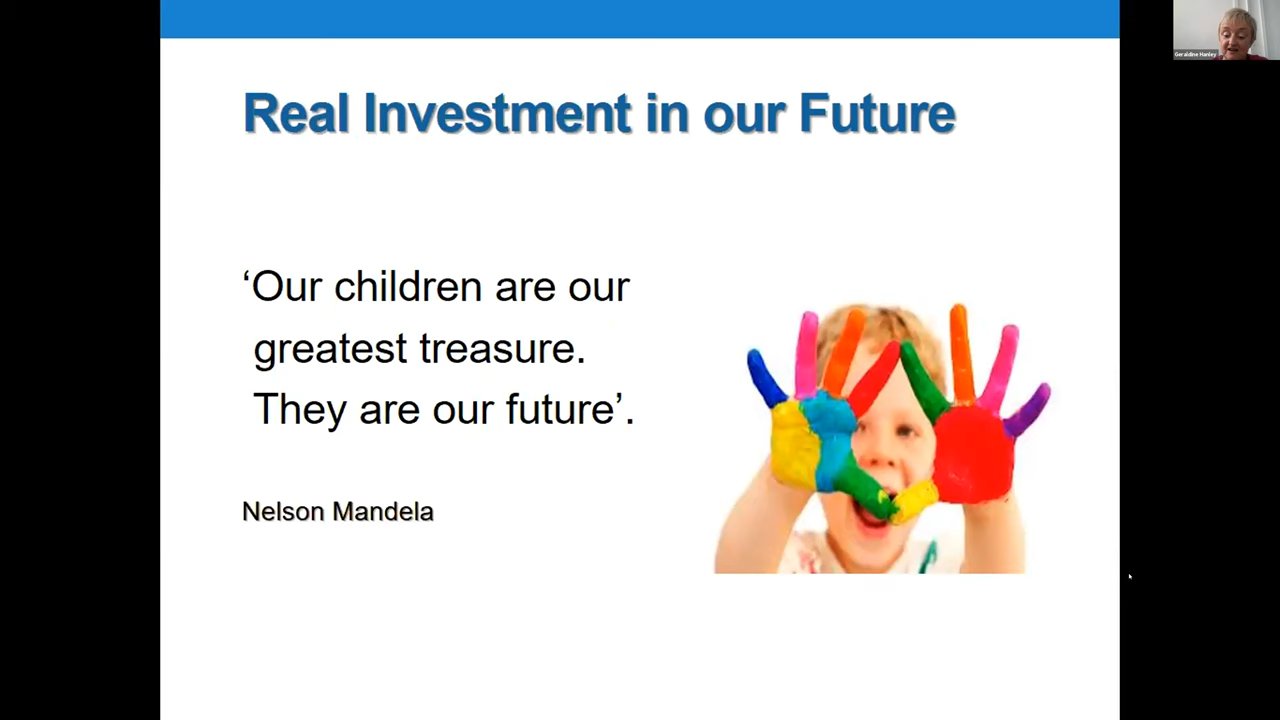 Real Investment in our Future
‘Our children are our
greatest treasure.
They are our future’.
Nelson Mandela
Geraldine Hanley